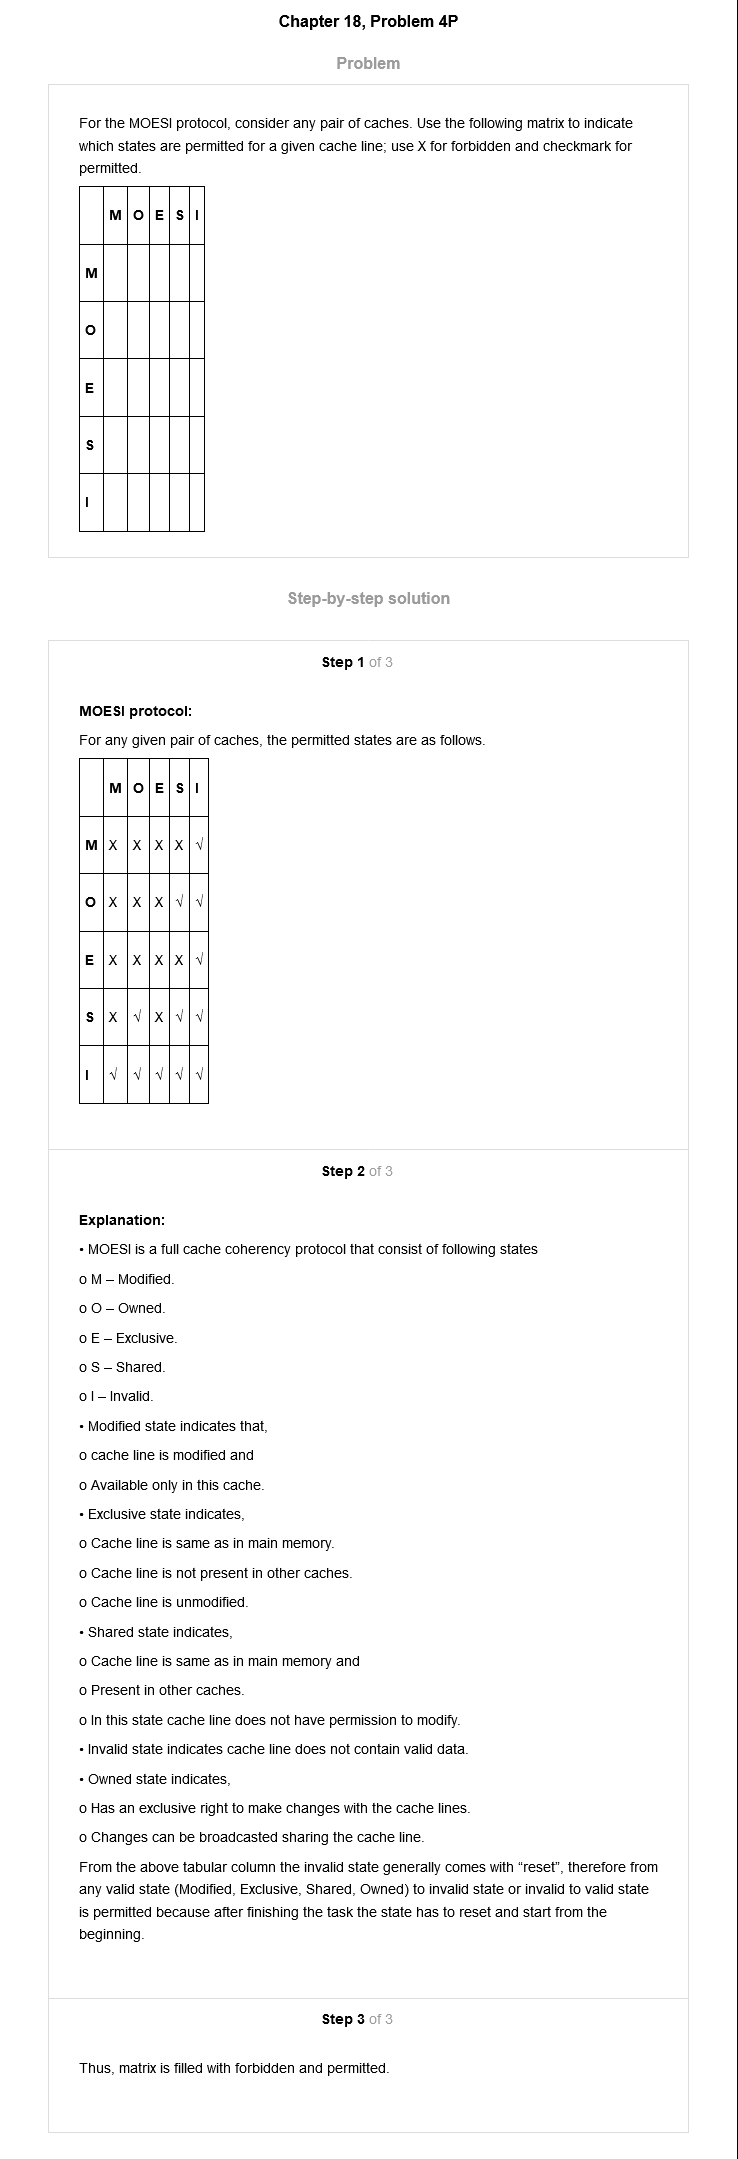 Chapter 18, Problem 4P
Problem
For the MOESI protocol, consider any pair of caches. Use the following matrix to indicate
which states are permitted for a given cache line; use X for forbidden and checkmark for
permitted.
M O E S I
M
O
E
S
I
Step-by-step solution
Step 1 of 3
MOESI protocol:
For any given pair of caches, the permitted states are as follows.
M O E S I
M X X X X √
O X X X √ √
E X X X X √
S X √ X √ √
I √ √ √ √ √
Step 2 of 3
Explanation:
• MOESI is a full cache coherency protocol that consist of following states
o M – Modified.
o O – Owned.
o E – Exclusive.
o S – Shared.
o I – Invalid.
• Modified state indicates that,
o cache line is modified and
o Available only in this cache.
• Exclusive state indicates,
o Cache line is same as in main memory.
o Cache line is not present in other caches.
o Cache line is unmodified.
• Shared state indicates,
o Cache line is same as in main memory and
o Present in other caches.
o In this state cache line does not have permission to modify.
• Invalid state indicates cache line does not contain valid data.
• Owned state indicates,
o Has an exclusive right to make changes with the cache lines.
o Changes can be broadcasted sharing the cache line.
From the above tabular column the invalid state generally comes with “reset”, therefore from
any valid state (Modified, Exclusive, Shared, Owned) to invalid state or invalid to valid state
is permitted because after finishing the task the state has to reset and start from the
beginning.
Step 3 of 3
Thus, matrix is filled with forbidden and permitted.